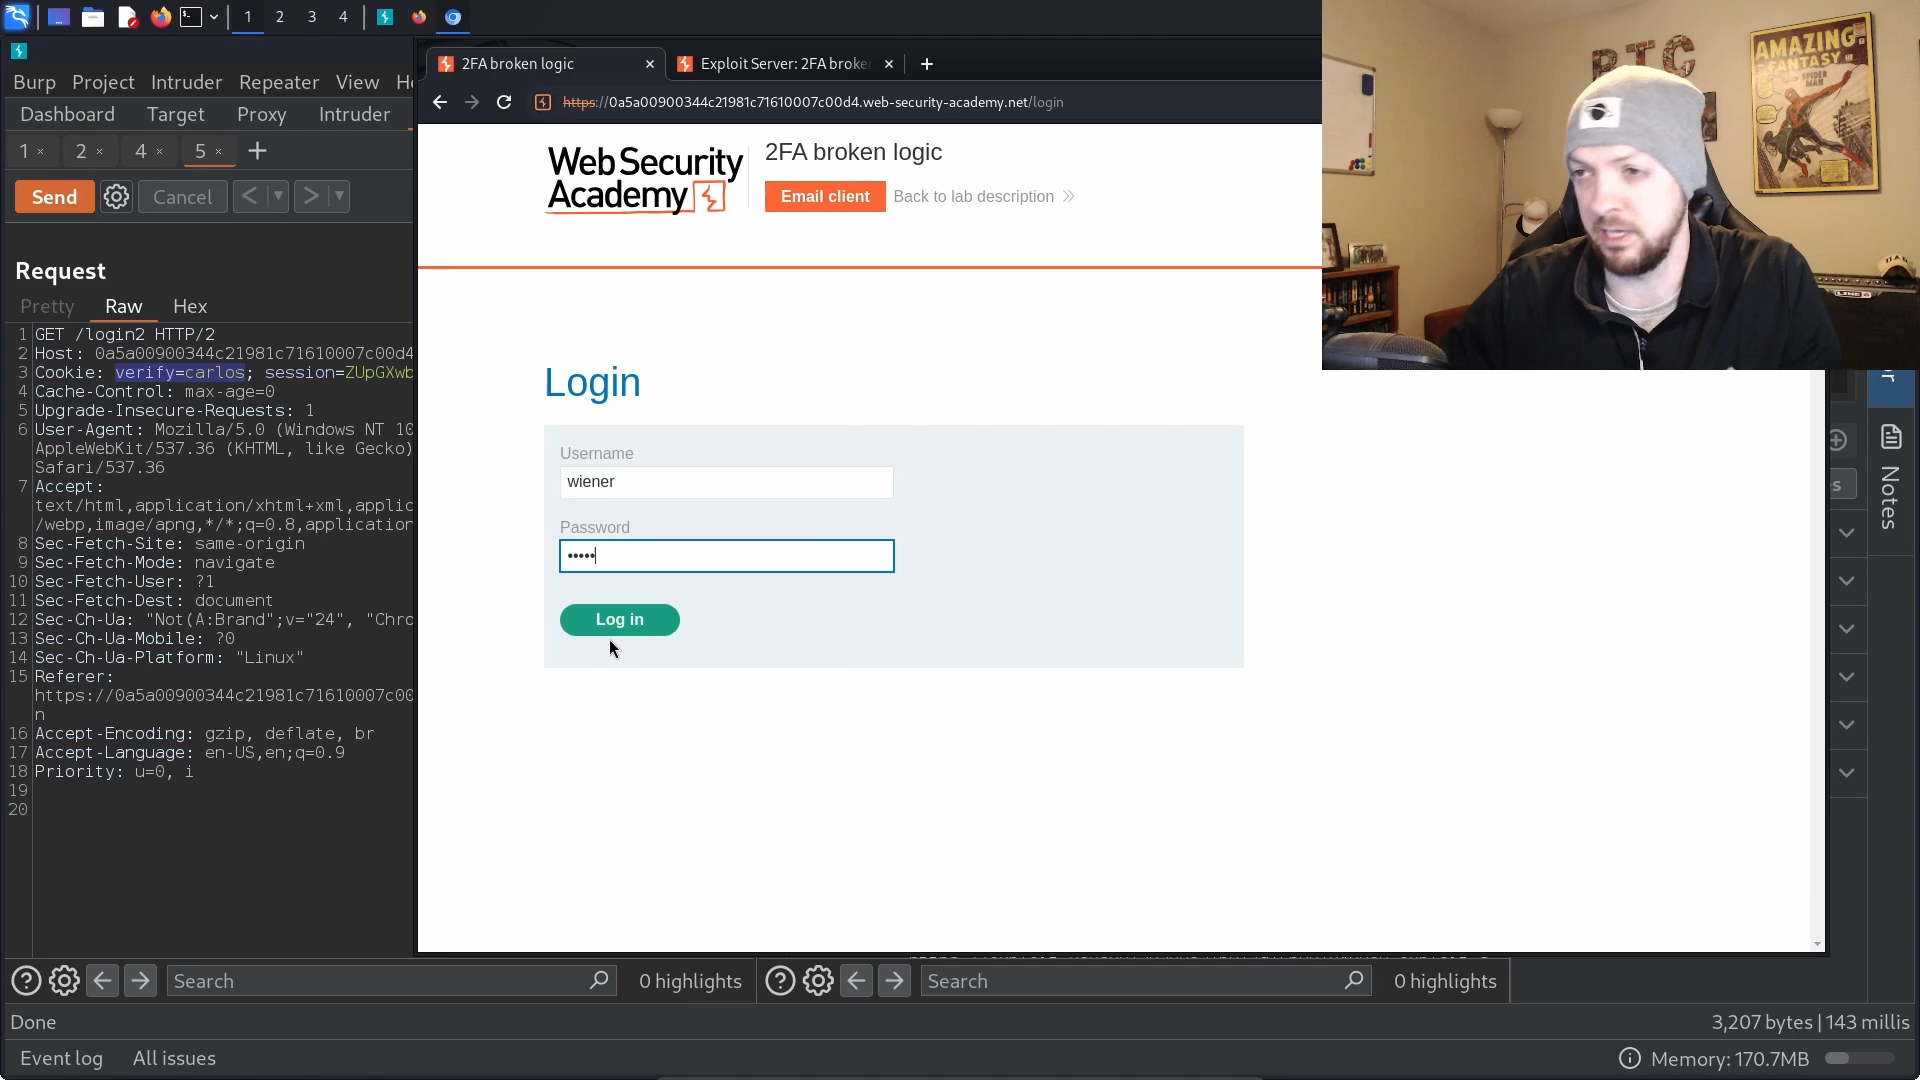 1 2 3 4
Burp Project Intruder Repeater View He
Dashboard Target Proxy Intruder
1 × 2 × 4 × 5 × +
Send Cancel < >
Request
Pretty Raw Hex
1 GET /login2 HTTP/2
2 Host: 0a5a00900344c21981c71610007c00d4
3 Cookie: verify=carlos; session=ZUpGXwb
4 Cache-Control: max-age=0
5 Upgrade-Insecure-Requests: 1
6 User-Agent: Mozilla/5.0 (Windows NT 10
AppleWebKit/537.36 (KHTML, like Gecko)
Safari/537.36
7 Accept:
text/html,application/xhtml+xml,applic
/webp,image/apng,*/*;q=0.8,application
8 Sec-Fetch-Site: same-origin
9 Sec-Fetch-Mode: navigate
10 Sec-Fetch-User: ?1
11 Sec-Fetch-Dest: document
12 Sec-Ch-Ua: "Not(A:Brand";v="24", "Chro
13 Sec-Ch-Ua-Mobile: ?0
14 Sec-Ch-Ua-Platform: "Linux"
15 Referer:
https://0a5a00900344c21981c71610007c00
n
16 Accept-Encoding: gzip, deflate, br
17 Accept-Language: en-US,en;q=0.9
18 Priority: u=0, i
19
20
2FA broken logic × Exploit Server: 2FA broke × +
https://0a5a00900344c21981c71610007c00d4.web-security-academy.net/login
Web Security
Academy
2FA broken logic
Email client Back to lab description
Login
Username
wiener
Password
•••••
Log in
BTC
AMAZING
FANTASY
SPIDER
MAN
DAD
LINE 6
or
s
Notes
Search 0 highlights
Search 0 highlights
Done
3,207 bytes | 143 millis
Event log All issues
Memory: 170.7MB